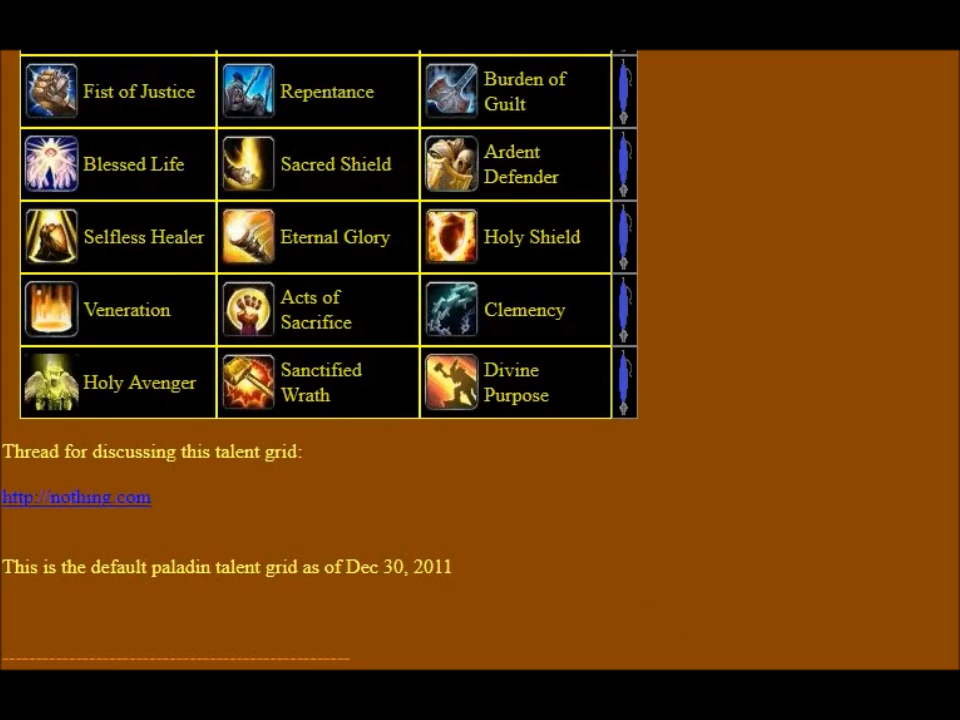 Fist of Justice
Repentance
Burden of
Guilt
Blessed Life
Sacred Shield
Ardent
Defender
Selfless Healer
Eternal Glory
Holy Shield
Veneration
Acts of
Sacrifice
Clemency
Holy Avenger
Sanctified
Wrath
Divine
Purpose
Thread for discussing this talent grid:
http://nothing.com
This is the default paladin talent grid as of Dec 30, 2011
----------------------------------------------------